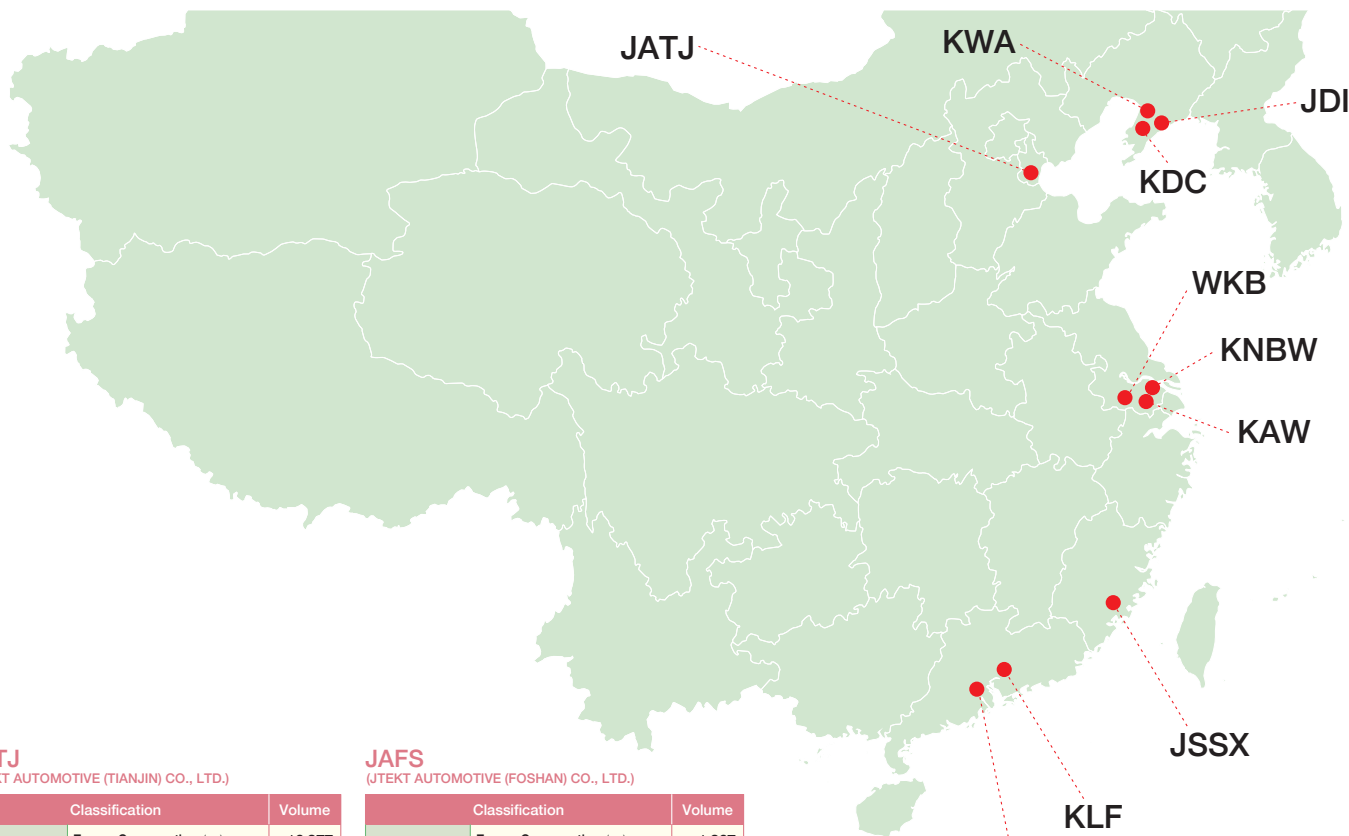 JATJ
KWA
JDI
KDC
WKB
KNBW
KAW
JSSX
KLF
TJ
KT AUTOMOTIVE (TIANJIN) CO., LTD.)
Classification Volume
JAFS
(JTEKT AUTOMOTIVE (FOSHAN) CO., LTD.)
Classification Volume